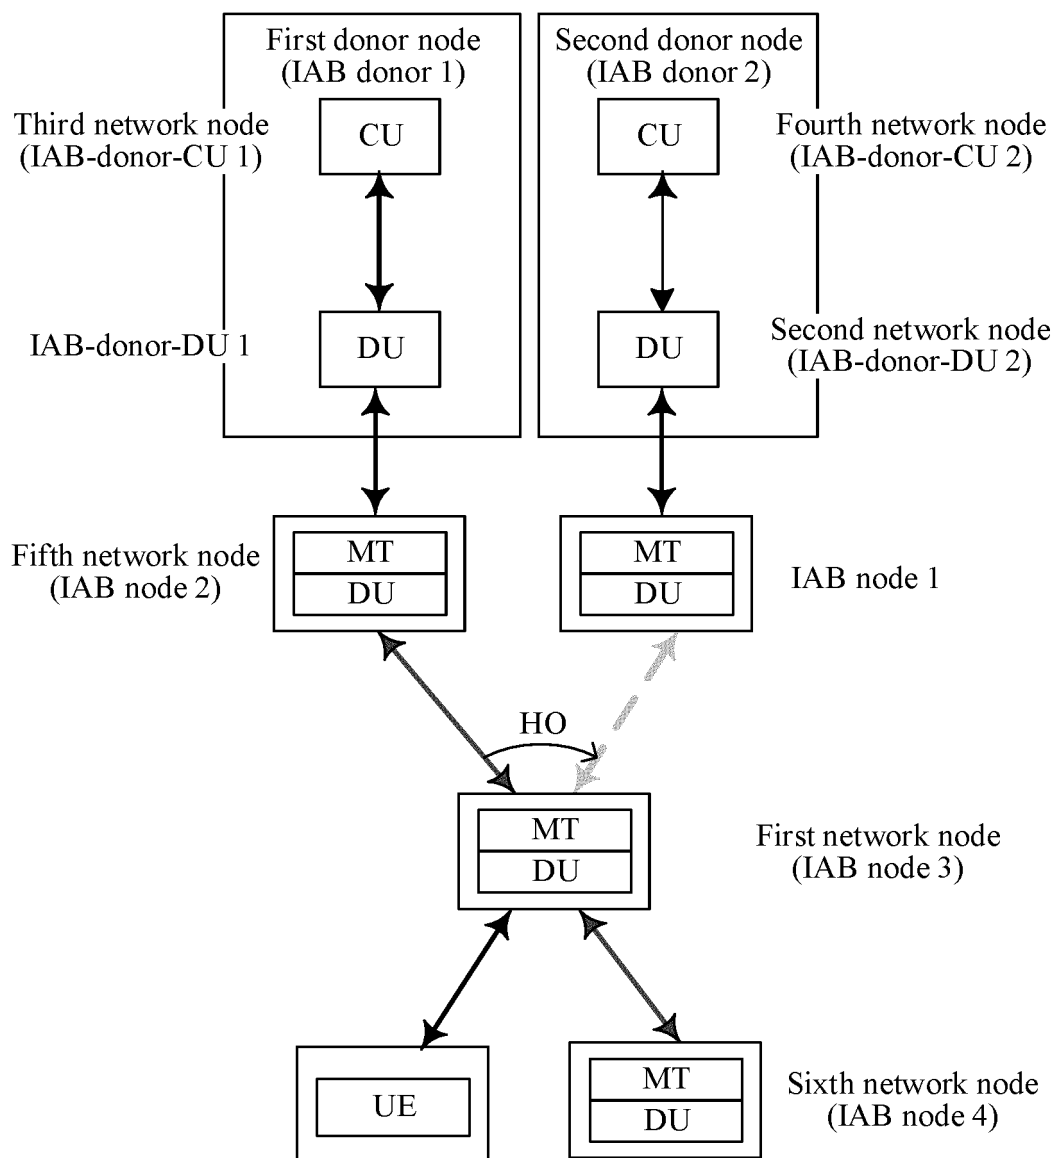 First donor node
(IAB donor 1)
Second donor node
(IAB donor 2)
Third network node
(IAB-donor-CU 1)
CU
CU
Fourth network node
(IAB-donor-CU 2)
IAB-donor-DU 1
DU
DU
Second network node
(IAB-donor-DU 2)
Fifth network node
(IAB node 2)
MT
DU
MT
DU
IAB node 1
HO
MT
DU
First network node
(IAB node 3)
UE
MT
DU
Sixth network node
(IAB node 4)